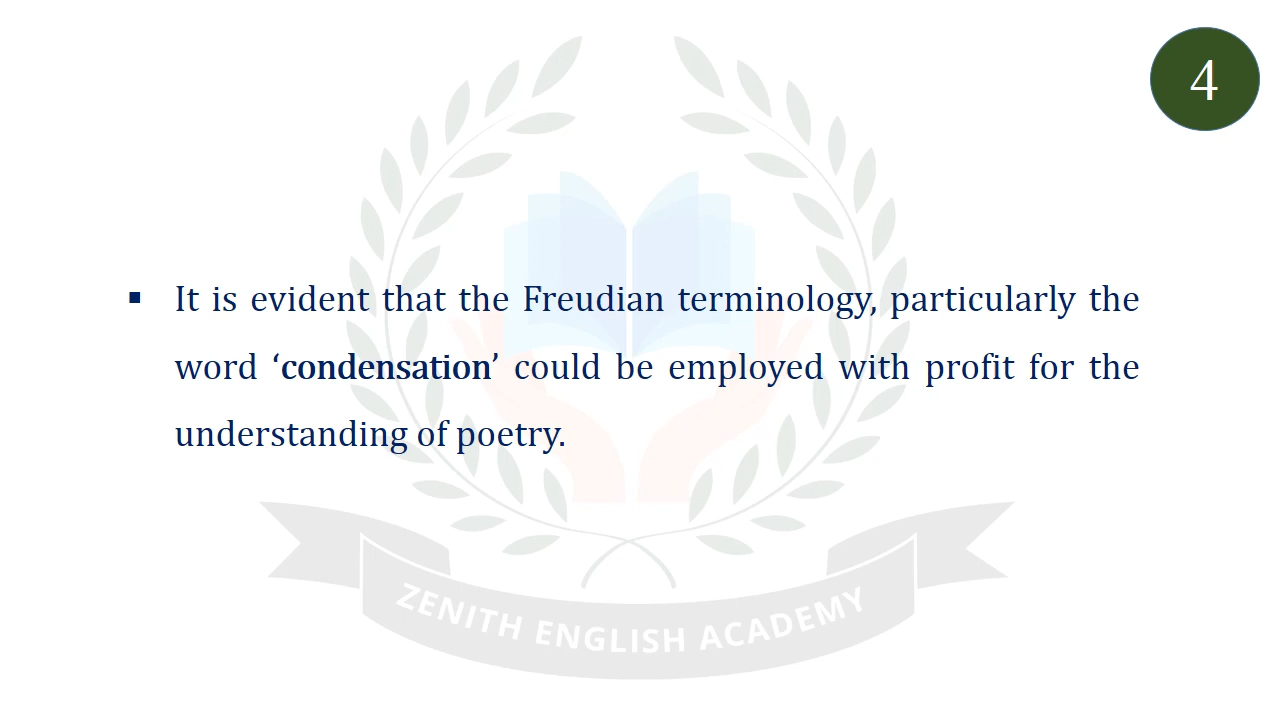 4
▪ It is evident that the Freudian terminology, particularly the
word ‘condensation’ could be employed with profit for the
understanding of poetry.
ZENITH ENGLISH ACADEMY